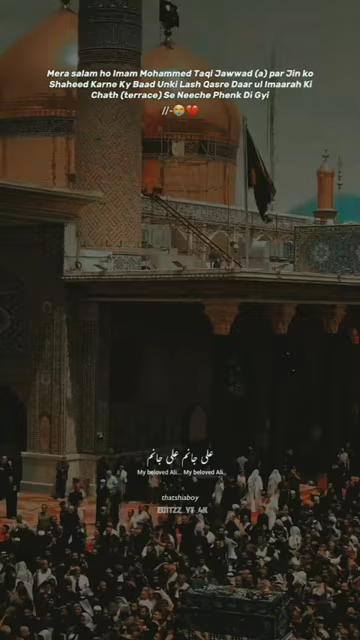 Mera salam ho Imam Mohammed Taqi Jawwad (a) par Jin ko
Shaheed Karne Ky Baad Unki Lash Qasre Daar ul Imaarah Ki
Chath (terrace) Se Neeche Phenk Di Gyi
//-😭💔
علی جانم علی جانم
My beloved Ali... My beloved Ali..
thatshiaboy
EDITZZ_YT_4K